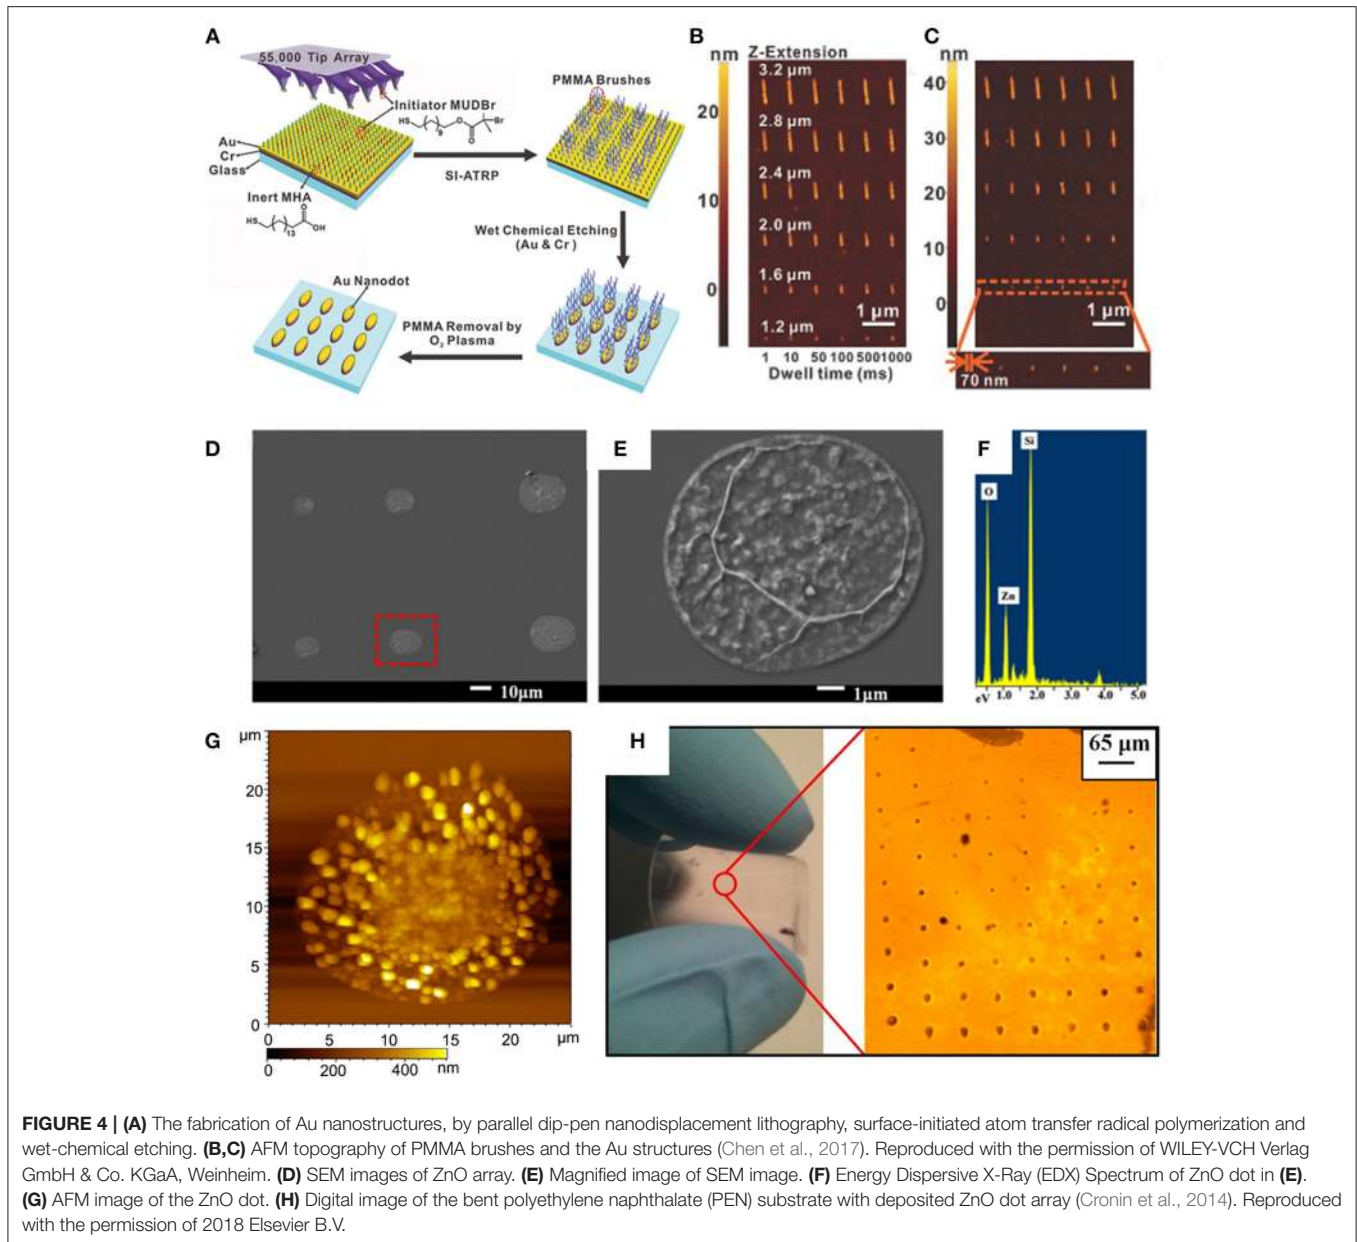 A
55,000 Tip Array
Initiator MUDBr
HS
9
O
O
Br
Au
Cr
Glass
Inert MHA
HS
13
O
OH
SI-ATRP
PMMA Brushes
Wet Chemical Etching
(Au & Cr )
Au Nanodot
PMMA Removal by
O2 Plasma
B
nm
20
10
0
Z-Extension
3.2 µm
2.8 µm
2.4 µm
2.0 µm
1.6 µm
1.2 µm
1 µm
1 10 50 100 500 1000
Dwell time (ms)
C
nm
40
30
20
10
0
1 µm
70 nm
D
10µm
E
1µm
F
O
Zn
Si
eV 1.0 2.0 3.0 4.0 5.0
G
µm
20
15
10
5
0
0 5 10 15 20 µm
0 200 400 nm
H
65 µm
FIGURE 4 | (A) The fabrication of Au nanostructures, by parallel dip-pen nanodisplacement lithography, surface-initiated atom transfer radical polymerization and
wet-chemical etching. (B,C) AFM topography of PMMA brushes and the Au structures (Chen et al., 2017). Reproduced with the permission of WILEY-VCH Verlag
GmbH & Co. KGaA, Weinheim. (D) SEM images of ZnO array. (E) Magnified image of SEM image. (F) Energy Dispersive X-Ray (EDX) Spectrum of ZnO dot in (E).
(G) AFM image of the ZnO dot. (H) Digital image of the bent polyethylene naphthalate (PEN) substrate with deposited ZnO dot array (Cronin et al., 2014). Reproduced
with the permission of 2018 Elsevier B.V.